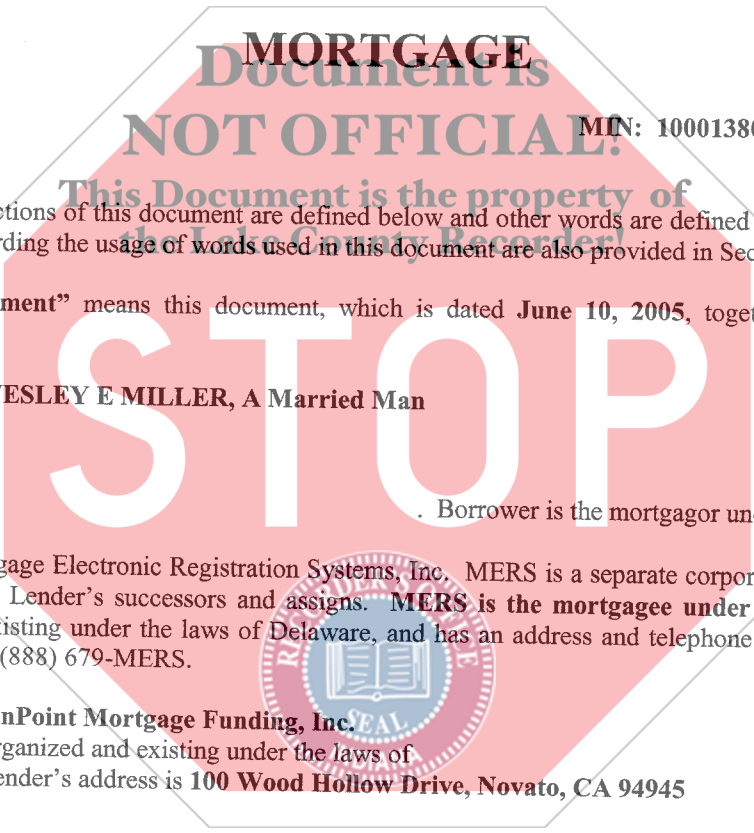 MORTGAGE
Document is
NOT OFFICIAL!
MIN: 10001380
This Document is the property of
the Lake County Recorder!
ctions of this document are defined below and other words are defined
rding the usage of words used in this document are also provided in Sec
ment” means this document, which is dated June 10, 2005, toget
ESLEY E MILLER, A Married Man
STOP
. Borrower is the mortgagor un
gage Electronic Registration Systems, Inc. MERS is a separate corpor
Lender’s successors and assigns. MERS is the mortgagee under
isting under the laws of Delaware, and has an address and telephone
(888) 679-MERS.
RECORDER'S OFFICE
SEAL
INDIANA
nPoint Mortgage Funding, Inc.
rganized and existing under the laws of
ender’s address is 100 Wood Hollow Drive, Novato, CA 94945